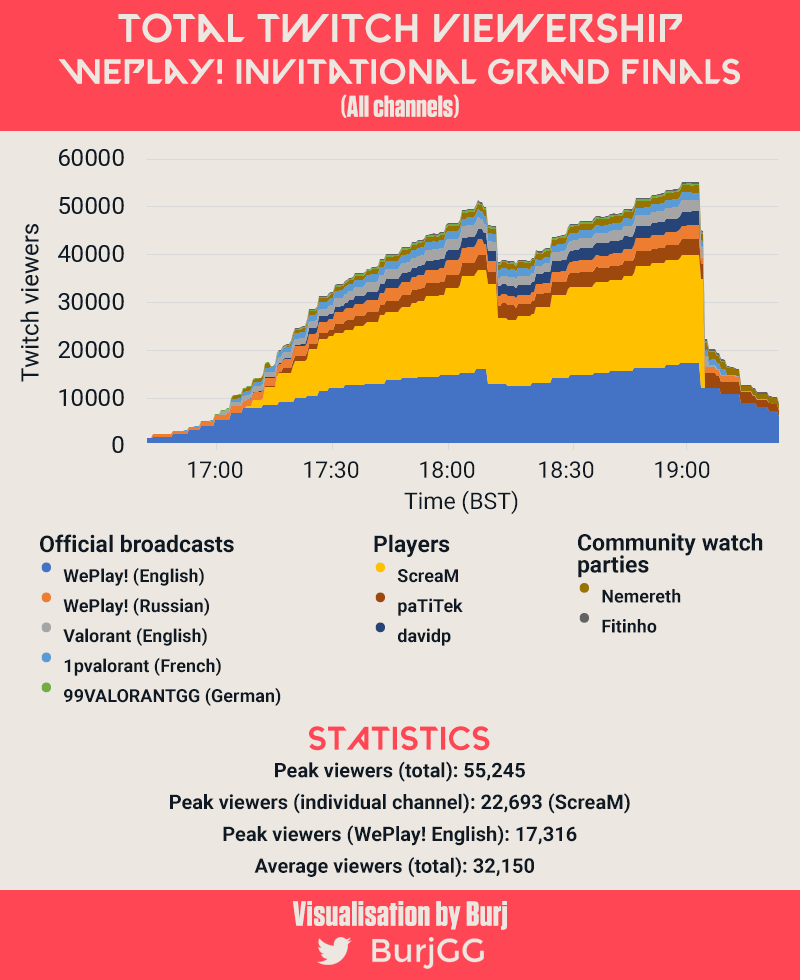 TOTAL TWITCH VIEWERSHIP
WEPLAY! INVITATIONAL GRAND FINALS
(All channels)
60000
50000
40000
30000
20000
10000
0
Twitch viewers
17:00 17:30 18:00 18:30 19:00
Time (BST)
Official broadcasts
WePlay! (English)
WePlay! (Russian)
Valorant (English)
1pvalorant (French)
99VALORANTGG (German)
Players
ScreaM
paTiTek
davidp
Community watch
parties
Nemereth
Fitinho
STATISTICS
Peak viewers (total): 55,245
Peak viewers (individual channel): 22,693 (ScreaM)
Peak viewers (WePlay! English): 17,316
Average viewers (total): 32,150
Visualisation by Burj
BurjGG